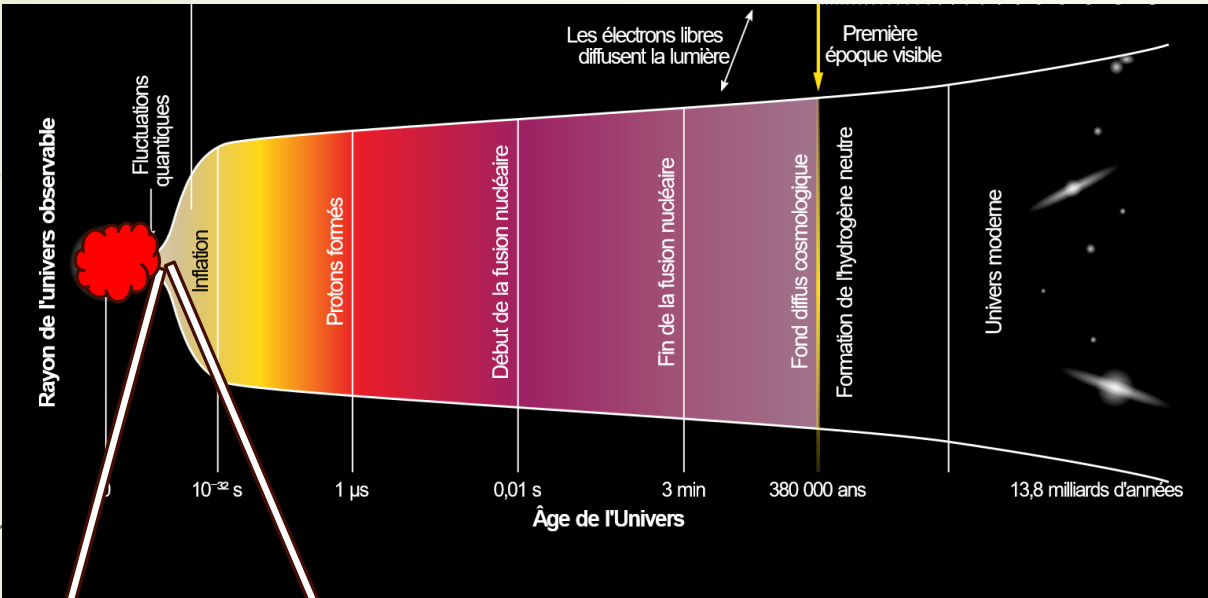 Les électrons libres
diffusent la lumière
Première
époque visible
Rayon de l'univers observable
Fluctuations
quantiques
Inflation
Protons formés
Début de la fusion nucléaire
Fin de la fusion nucléaire
Fond diffus cosmologique
Formation de l'hydrogène neutre
Univers moderne
0
10⁻³² s
1 µs
0,01 s
3 min
380 000 ans
13,8 milliards d'années
Âge de l'Univers